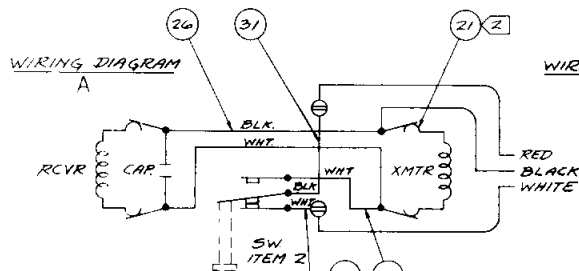 26
31
21
2
WIRING DIAGRAM
A
WIR
BLK.
WHT.
RCVR
CAP.
WHT
XMTR
BLK
WHT
RED
BLACK
WHITE
SW.
ITEM 2